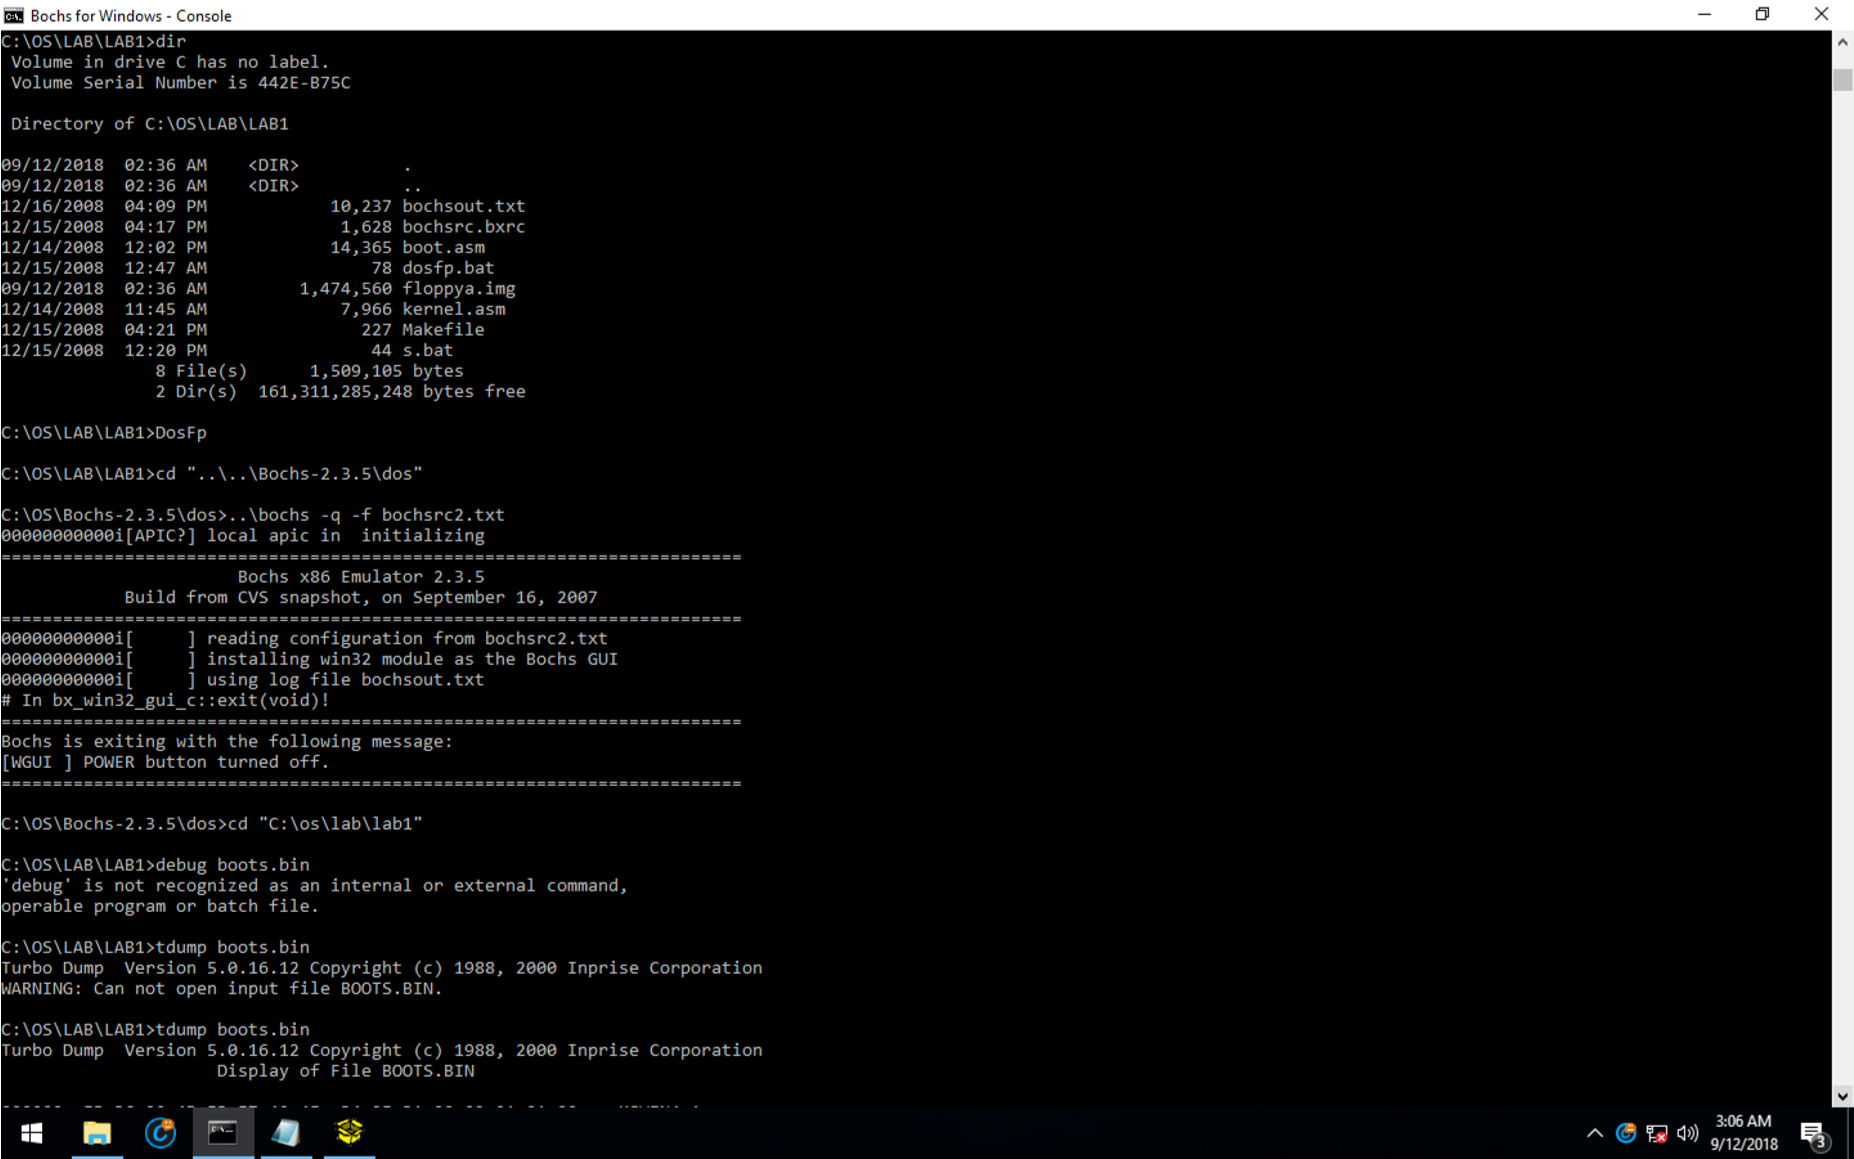 Bochs for Windows - Console
C:\OS\LAB\LAB1>dir
 Volume in drive C has no label.
 Volume Serial Number is 442E-B75C
 Directory of C:\OS\LAB\LAB1
09/12/2018  02:36 AM    <DIR>          .
09/12/2018  02:36 AM    <DIR>          ..
12/16/2008  04:09 PM            10,237 bochsout.txt
12/15/2008  04:17 PM             1,628 bochsrc.bxrc
12/14/2008  12:02 PM            14,365 boot.asm
12/15/2008  12:47 AM                78 dosfp.bat
09/12/2018  02:36 AM         1,474,560 floppya.img
12/14/2008  11:45 AM             7,966 kernel.asm
12/15/2008  04:21 PM               227 Makefile
12/15/2008  12:20 PM                44 s.bat
               8 File(s)      1,509,105 bytes
               2 Dir(s)  161,311,285,248 bytes free
C:\OS\LAB\LAB1>DosFp
C:\OS\LAB\LAB1>cd "..\..\Bochs-2.3.5\dos"
C:\OS\Bochs-2.3.5\dos>..\bochs -q -f bochsrc2.txt
00000000000i[APIC?] local apic in  initializing
========================================================================
                       Bochs x86 Emulator 2.3.5
            Build from CVS snapshot, on September 16, 2007
========================================================================
00000000000i[     ] reading configuration from bochsrc2.txt
00000000000i[     ] installing win32 module as the Bochs GUI
00000000000i[     ] using log file bochsout.txt
# In bx_win32_gui_c::exit(void)!
========================================================================
Bochs is exiting with the following message:
[WGUI ] POWER button turned off.
========================================================================
C:\OS\Bochs-2.3.5\dos>cd "C:\os\lab\lab1"
C:\OS\LAB\LAB1>debug boots.bin
'debug' is not recognized as an internal or external command,
operable program or batch file.
C:\OS\LAB\LAB1>tdump boots.bin
Turbo Dump  Version 5.0.16.12 Copyright (c) 1988, 2000 Inprise Corporation
WARNING: Can not open input file BOOTS.BIN.
C:\OS\LAB\LAB1>tdump boots.bin
Turbo Dump  Version 5.0.16.12 Copyright (c) 1988, 2000 Inprise Corporation
                     Display of File BOOTS.BIN
3:06 AM
9/12/2018
3